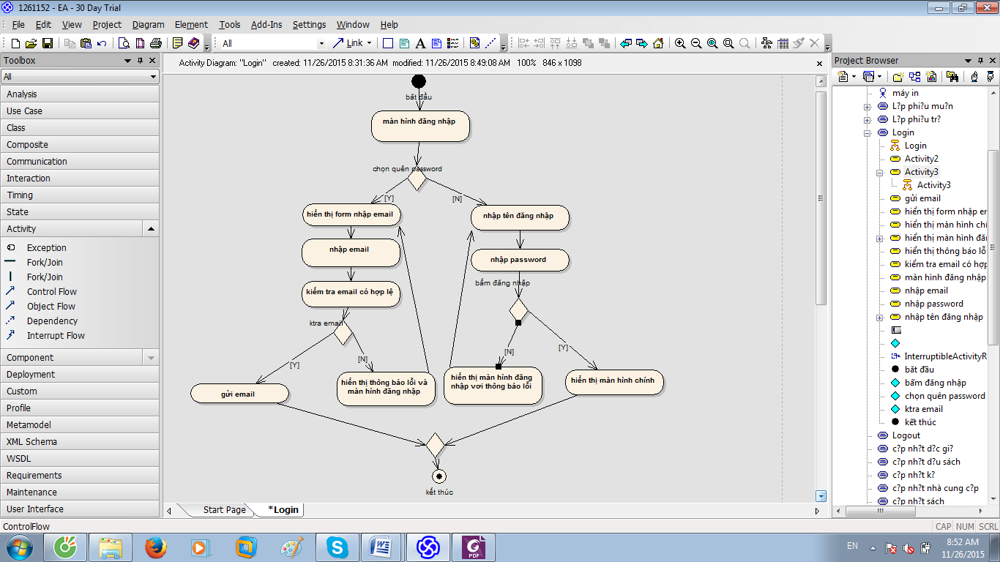 1261152 - EA - 30 Day Trial
File Edit View Project Diagram Element Tools Add-Ins Settings Window Help
All
Link
Toolbox
All
Analysis
Use Case
Class
Composite
Communication
Interaction
Timing
State
Activity
Exception
Fork/Join
Fork/Join
Control Flow
Object Flow
Dependency
Interrupt Flow
Component
Deployment
Custom
Profile
Metamodel
XML Schema
WSDL
Requirements
Maintenance
User Interface
Activity Diagram: "Login" created: 11/26/2015 8:31:36 AM modified: 11/26/2015 8:49:08 AM 100% 846 x 1098
băt đầu
màn hình đăng nhập
chọn quên password
[Y]
[N]
hiển thị form nhập email
nhập tên đăng nhập
nhập email
nhập password
bấm đăng nhập
kiểm tra email có hợp lệ
ktra email
[Y]
[N]
[N]
[Y]
gửi email
hiển thị thông báo lỗi và
màn hình đăng nhập
hiển thị màn hình đăng
nhập vơi thông báo lỗi
hiển thị màn hình chính
kết thúc
Start Page
*Login
Project Browser
máy in
L?p phi?u mu?n
L?p phi?u tr?
Login
Login
Activity2
Activity3
Activity3
gửi email
hiển thị form nhập er
hiển thị màn hình chí
hiển thị màn hình đă
hiển thị thông báo lỗ
kiểm tra email có hợp
màn hình đăng nhập
nhập email
nhập password
nhập tên đăng nhập
InterruptibleActivityR
băt đầu
bấm đăng nhập
chọn quên password
ktra email
kết thúc
Logout
c?p nh?t d?c gi?
c?p nh?t d?u sách
c?p nh?t k?
c?p nh?t nhà cung c?p
c?p nh?t sách
ControlFlow
CAP NUM SCRL
PDF
EN
8:52 AM
11/26/2015